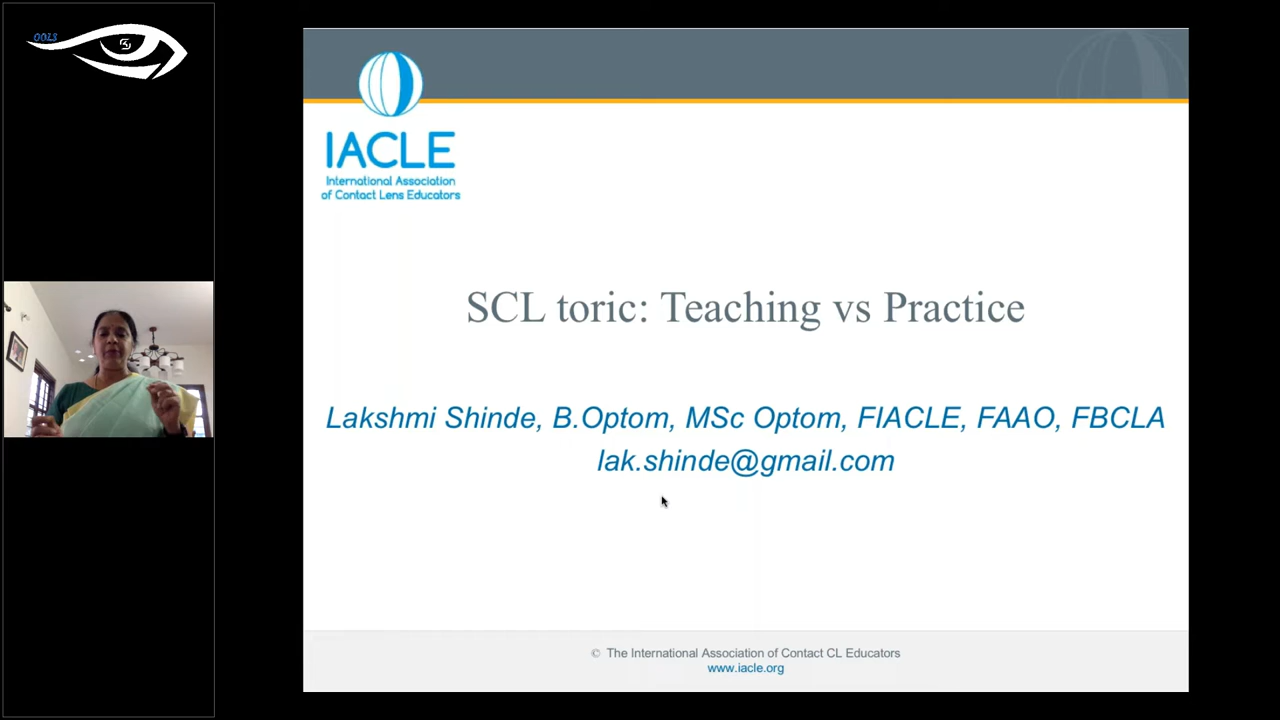 OOLS
IACLE
International Association
of Contact Lens Educators
SCL toric: Teaching vs Practice
Lakshmi Shinde, B.Optom, MSc Optom, FIACLE, FAAO, FBCLA
lak.shinde@gmail.com
© The International Association of Contact CL Educators
www.iacle.org